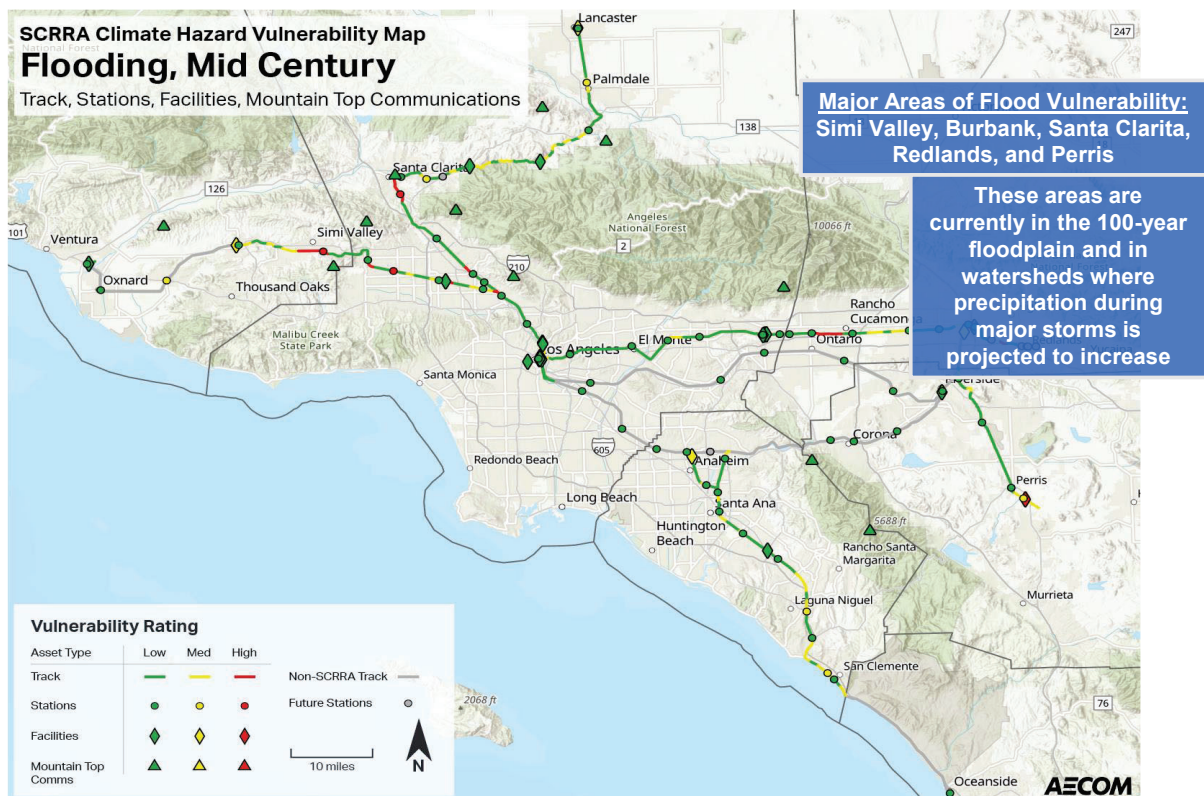 SCRRA Climate Hazard Vulnerability Map
Flooding, Mid Century
Track, Stations, Facilities, Mountain Top Communications
Major Areas of Flood Vulnerability:
Simi Valley, Burbank, Santa Clarita,
Redlands, and Perris
These areas are
currently in the 100-year
floodplain and in
watersheds where
precipitation during
major storms is
projected to increase
Lancaster
247
Palmdale
138
Santa Clarita
126
Angeles
National Forest
10066 ft
101
Ventura
Simi Valley
2
210
Oxnard
Thousand Oaks
Rancho
Cucamonga
Malibu Creek
State Park
Los Angeles
El Monte
Ontario
Santa Monica
605
Corona
Redondo Beach
Anaheim
Perris
Long Beach
Santa Ana
Huntington
Beach
5688 ft
Rancho Santa
Margarita
Laguna Niguel
Murrieta
San Clemente
2068 ft
76
Oceanside
Vulnerability Rating
Asset Type Low Med High
Track Non-SCRRA Track
Stations Future Stations
Facilities
Mountain Top
Comms
10 miles
N
AECOM